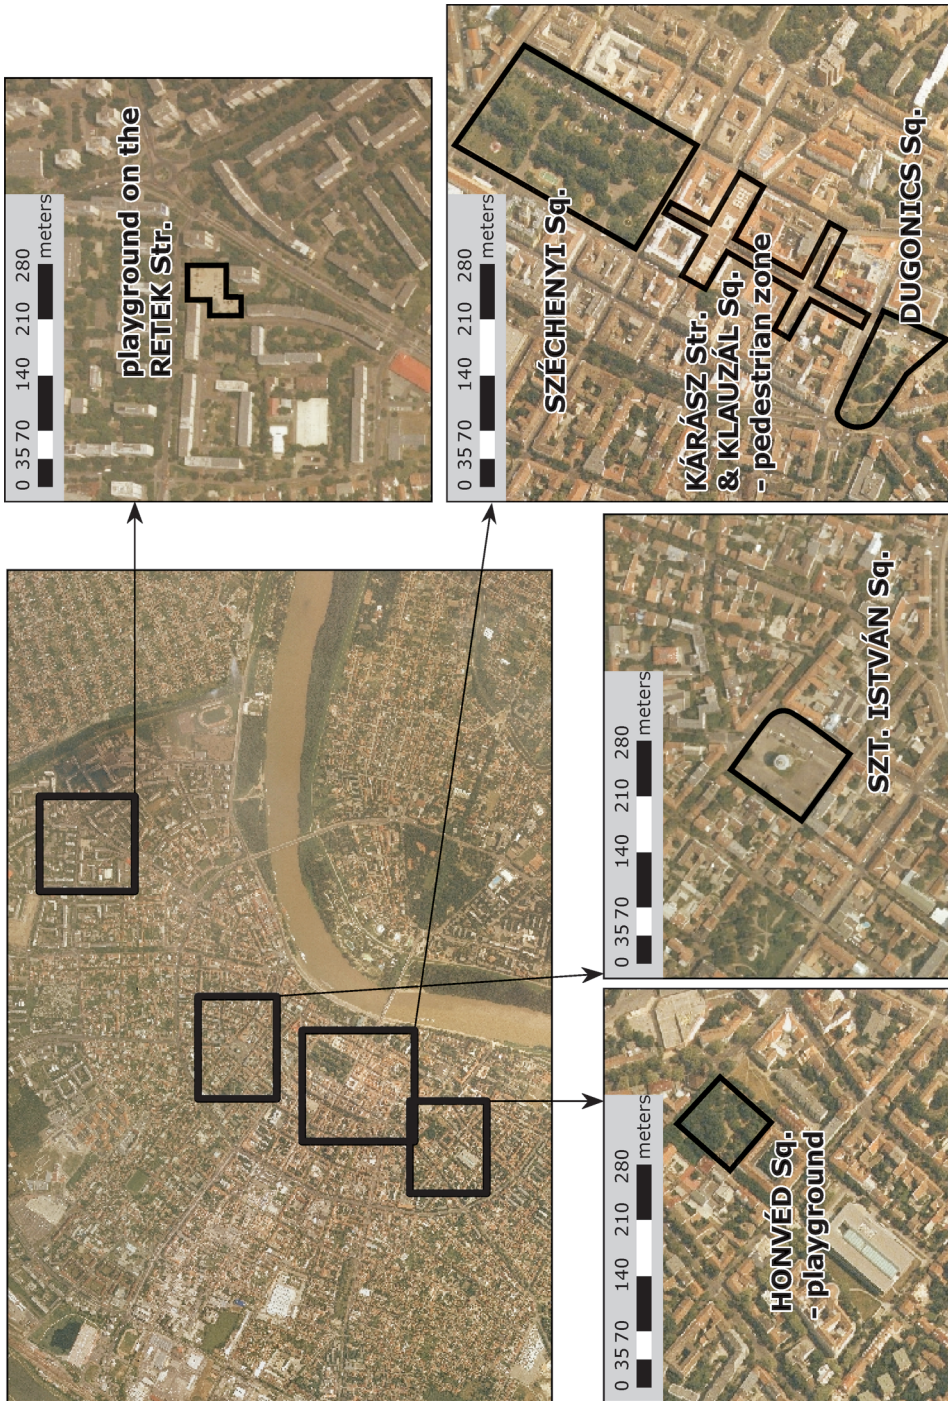 0 35 70 140 210 280 meters
playground on the
RETEK Str.
0 35 70 140 210 280 meters
SZÉCHENYI Sq.
KÁRÁSZ Str.
& KLAUZÁL Sq.
- pedestrian zone
DUGONICS Sq.
0 35 70 140 210 280 meters
HONVÉD Sq.
- playground
0 35 70 140 210 280 meters
SZT. ISTVÁN Sq.